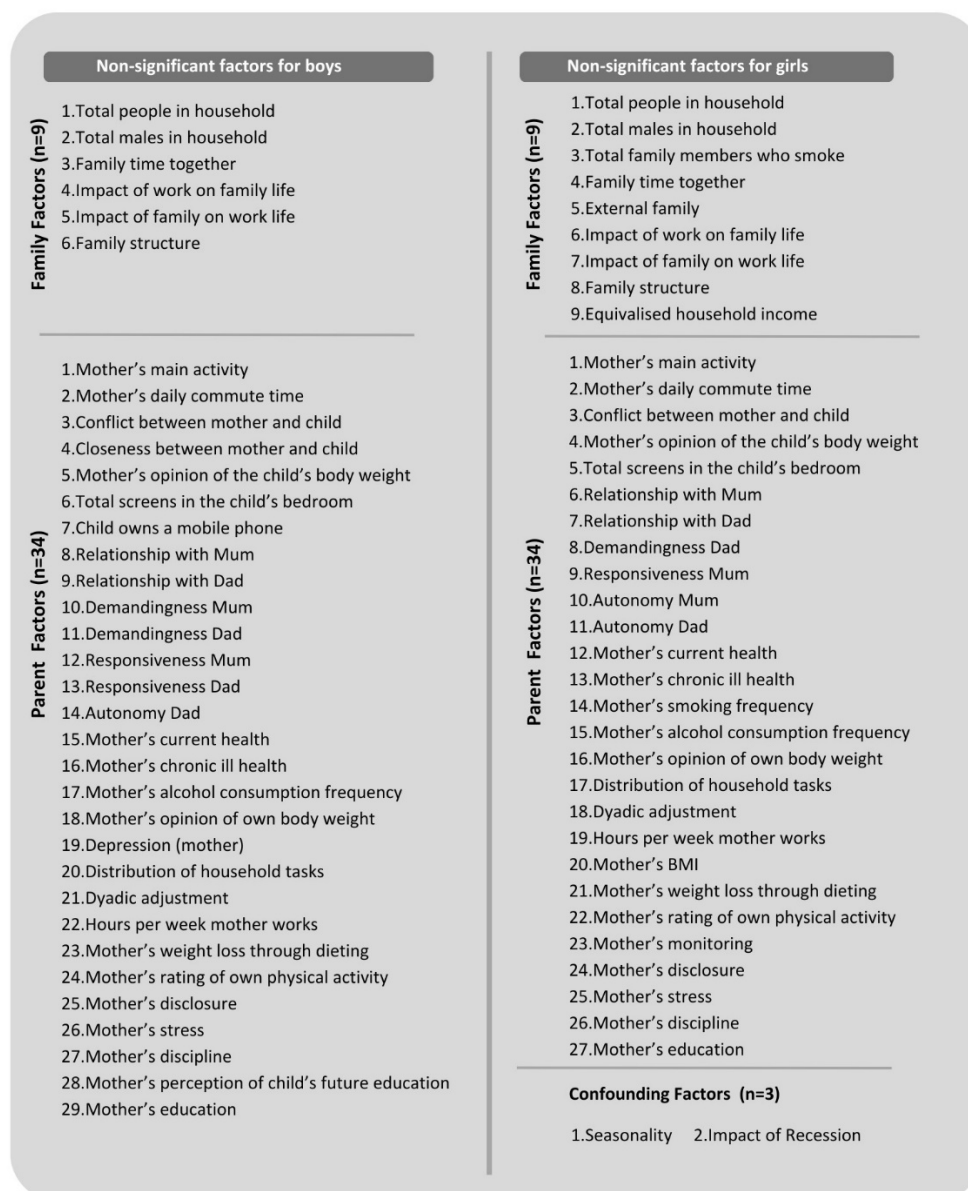 Non-significant factors for boys
Family Factors (n=9)
1.Total people in household
2.Total males in household
3.Family time together
4.Impact of work on family life
5.Impact of family on work life
6.Family structure
Parent Factors (n=34)
1.Mother’s main activity
2.Mother’s daily commute time
3.Conflict between mother and child
4.Closeness between mother and child
5.Mother’s opinion of the child’s body weight
6.Total screens in the child’s bedroom
7.Child owns a mobile phone
8.Relationship with Mum
9.Relationship with Dad
10.Demandingness Mum
11.Demandingness Dad
12.Responsiveness Mum
13.Responsiveness Dad
14.Autonomy Dad
15.Mother’s current health
16.Mother’s chronic ill health
17.Mother’s alcohol consumption frequency
18.Mother’s opinion of own body weight
19.Depression (mother)
20.Distribution of household tasks
21.Dyadic adjustment
22.Hours per week mother works
23.Mother’s weight loss through dieting
24.Mother’s rating of own physical activity
25.Mother’s disclosure
26.Mother’s stress
27.Mother’s discipline
28.Mother’s perception of child’s future education
29.Mother’s education
Non-significant factors for girls
Family Factors (n=9)
1.Total people in household
2.Total males in household
3.Total family members who smoke
4.Family time together
5.External family
6.Impact of work on family life
7.Impact of family on work life
8.Family structure
9.Equivalised household income
Parent Factors (n=34)
1.Mother’s main activity
2.Mother’s daily commute time
3.Conflict between mother and child
4.Mother’s opinion of the child’s body weight
5.Total screens in the child’s bedroom
6.Relationship with Mum
7.Relationship with Dad
8.Demandingness Dad
9.Responsiveness Mum
10.Autonomy Mum
11.Autonomy Dad
12.Mother’s current health
13.Mother’s chronic ill health
14.Mother’s smoking frequency
15.Mother’s alcohol consumption frequency
16.Mother’s opinion of own body weight
17.Distribution of household tasks
18.Dyadic adjustment
19.Hours per week mother works
20.Mother’s BMI
21.Mother’s weight loss through dieting
22.Mother’s rating of own physical activity
23.Mother’s monitoring
24.Mother’s disclosure
25.Mother’s stress
26.Mother’s discipline
27.Mother’s education
Confounding Factors (n=3)
1.Seasonality 2.Impact of Recession